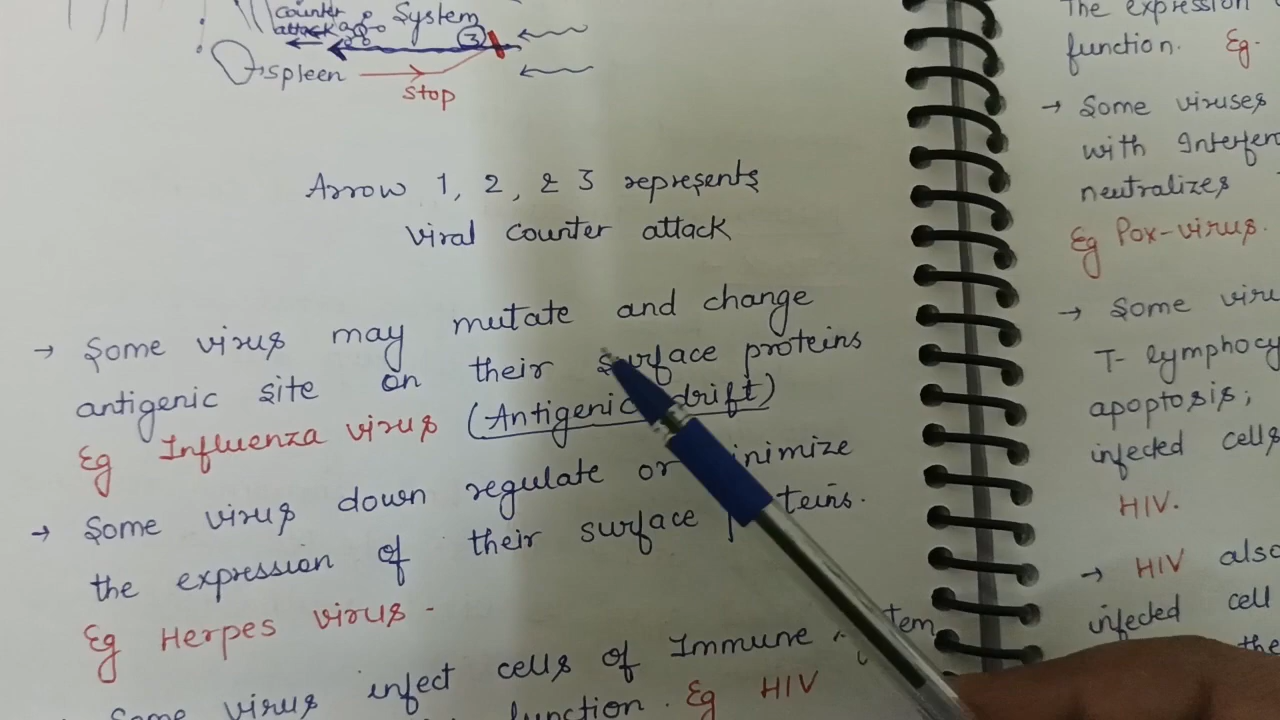 counter
attack
System
3
spleen
stop
Arrow 1, 2, & 3 represents
viral counter attack
→ Some virus may mutate and change
antigenic site on their surface proteins
Eg Influenza virus (Antigenic drift)
→ Some virus down regulate or minimize
the expression of their surface
Eg Herpes virus -
Some virus infect cells of Immune
function. Eg HIV
The expression
function. Eg.
→ Some viruses
with
neutralizes
Eg Pox-virus.
→ Some
T-
apoptosis;
infected cells
HIV.
→ HIV also
infected cell
the